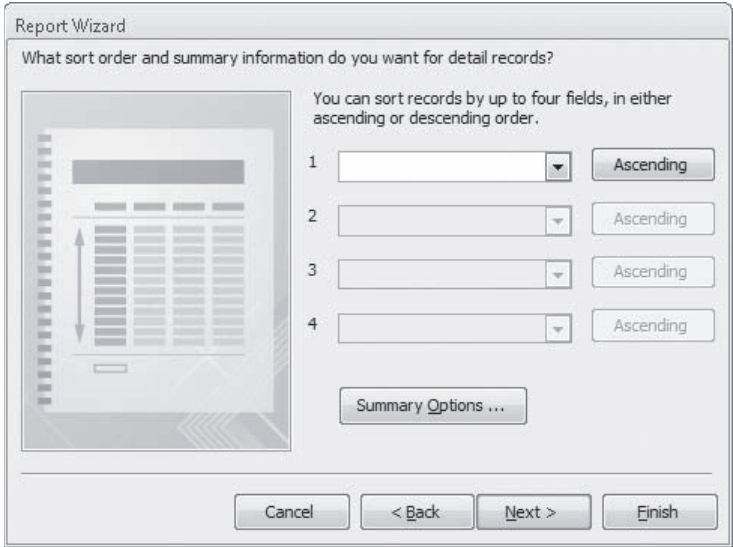 Report Wizard
What sort order and summary information do you want for detail records?
You can sort records by up to four fields, in either
ascending or descending order.
1 Ascending
2 Ascending
3 Ascending
4 Ascending
Summary Options ...
Cancel < Back Next > Finish